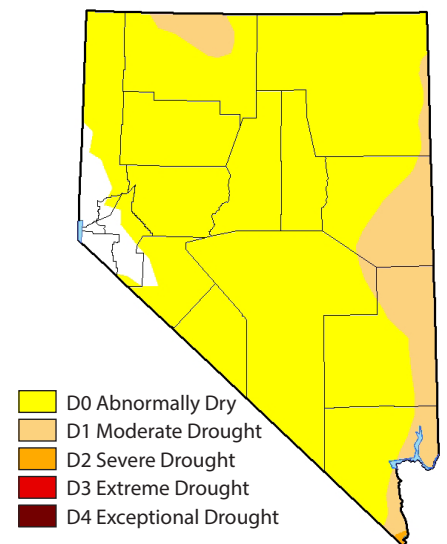 D0 Abnormally Dry
D1 Moderate Drought
D2 Severe Drought
D3 Extreme Drought
D4 Exceptional Drought